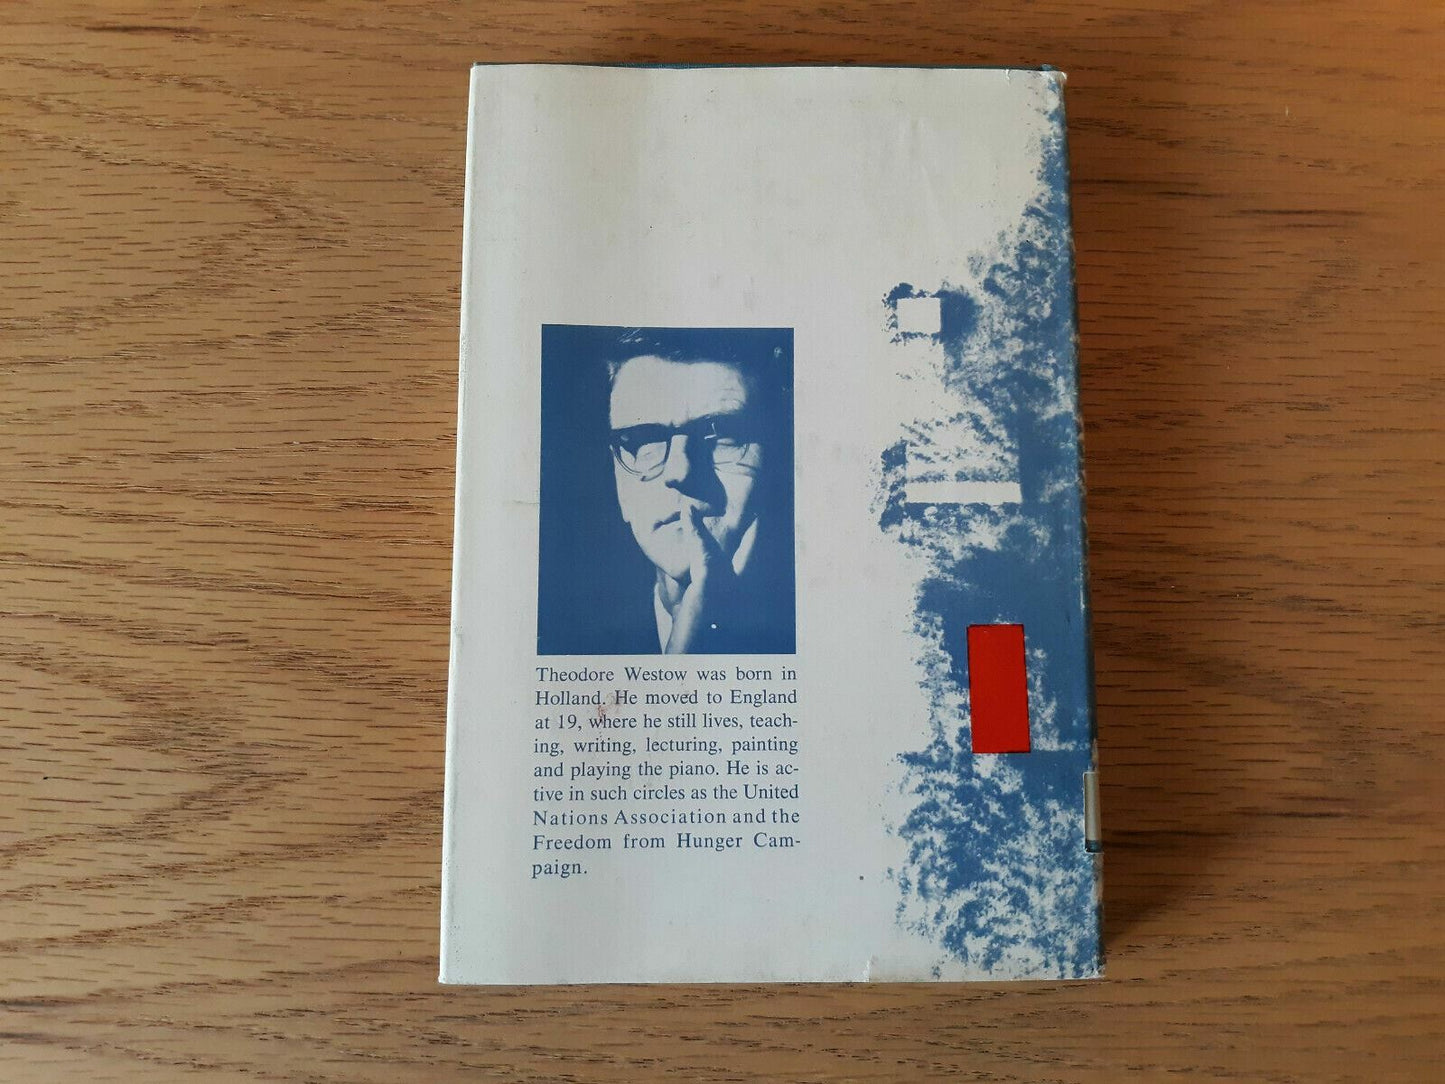 Theodore Westow was born in
Holland. He moved to England
at 19, where he still lives, teach-
ing, writing, lecturing, painting
and playing the piano. He is ac-
tive in such circles as the United
Nations Association and the
Freedom from Hunger Cam-
paign.